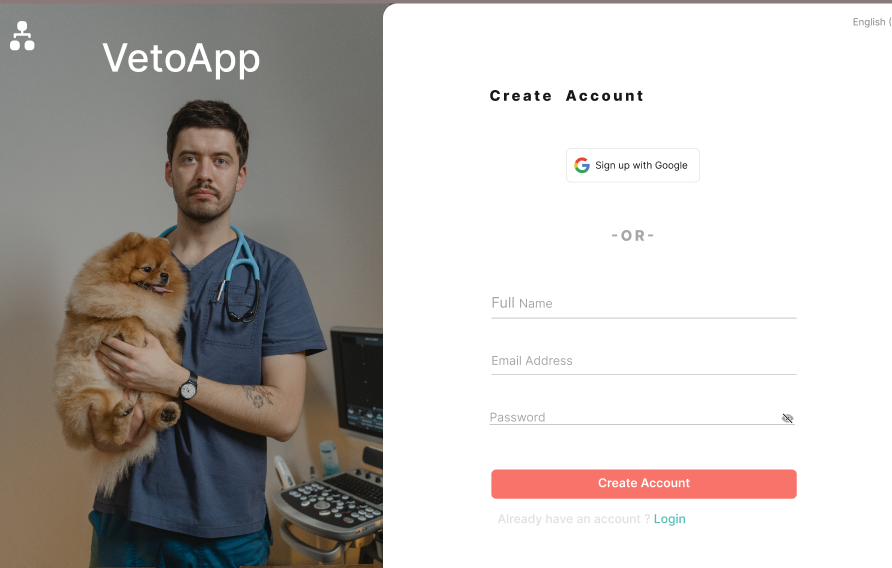 VetoApp
English (
Create Account
Sign up with Google
-OR-
Full Name
Email Address
Password
Create Account
Already have an account ? Login